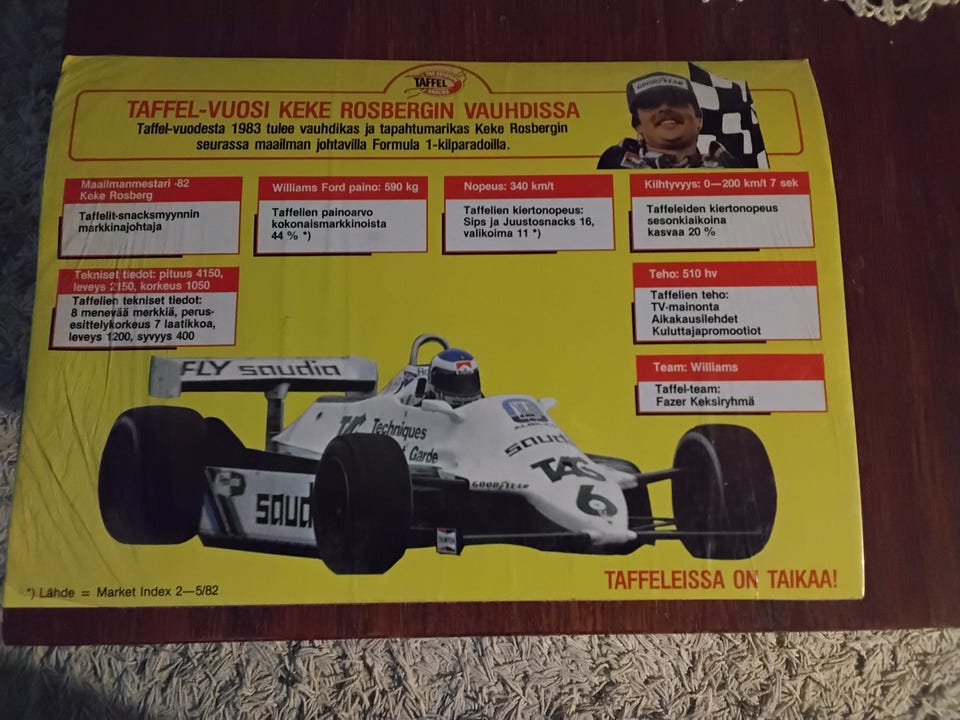 TAFFEL
TAFFEL-VUOSI KEKE ROSBERGIN VAUHDISSA
Taffel-vuodesta 1983 tulee vauhdikas ja tapahtumarikas Keke Rosbergin
seurassa maailman johtavilla Formula 1-kilparadoilla.
GOODYEAR
Maailmanmestari -82
Keke Rosberg
Taffelit-snacksmyynnin
markkinajohtaja
Williams Ford paino: 590 kg
Taffelien painoarvo
kokonaismarkkinoista
44 % *)
Nopeus: 340 km/t
Taffelien kiertonopeus:
Sips ja Juustosnacks 16,
valikoima 11 *)
Kiihtyvyys: 0—200 km/t 7 sek
Taffeleiden kiertonopeus
sesonkiaikoina
kasvaa 20 %
Tekniset tiedot: pituus 4150,
leveys 2150, korkeus 1050
Taffelien tekniset tiedot:
8 menevää merkkiä, perus-
esittelykorkeus 7 laatikkoa,
leveys 1200, syvyys 400
Teho: 510 hv
Taffelien teho:
TV-mainonta
Aikakausilehdet
Kuluttajapromootiot
Team: Williams
Taffel-team:
Fazer Keksiryhmä
FLY saudia
Techniques
Garde
saud
TAG
GOODYEAR
6
saud
CHAMPION
*) Lähde = Market Index 2—5/82
TAFFELEISSA ON TAIKAA!